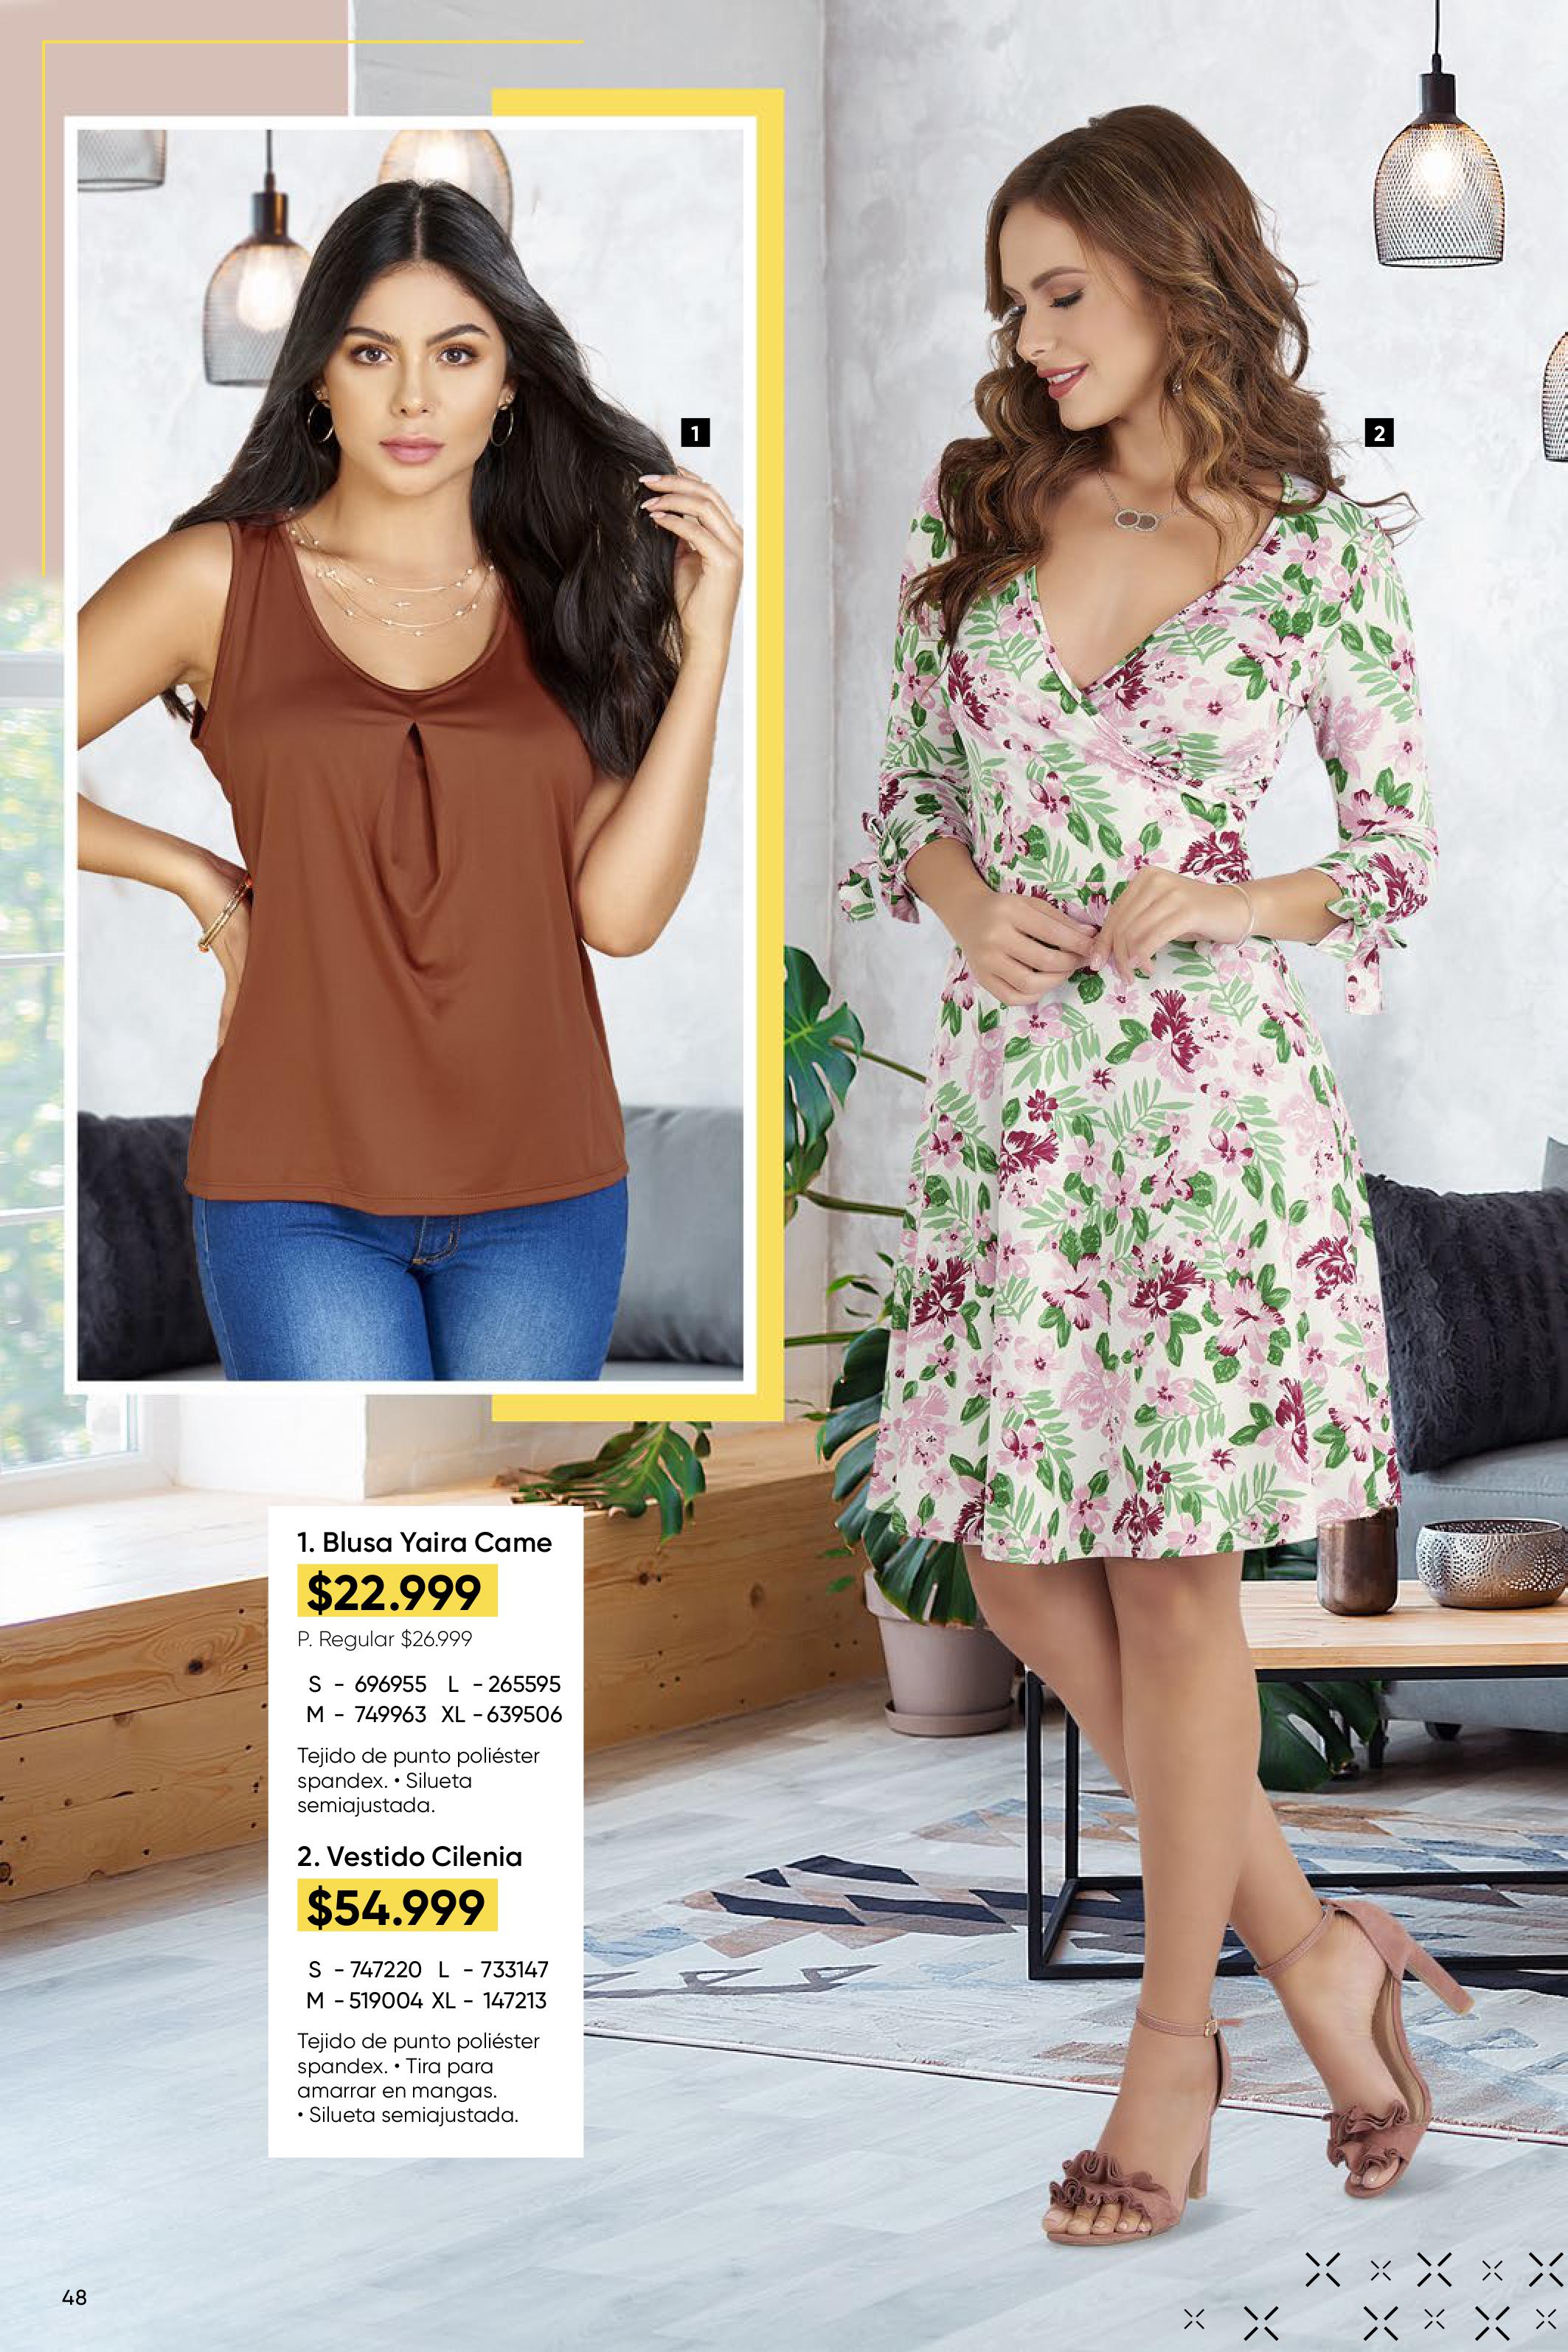 1
2
1. Blusa Yaira Came
$22.999
P. Regular $26.999
S - 696955 L - 265595
M - 749963 XL - 639506
Tejido de punto poliéster
spandex. • Silueta
semiajustada.
2. Vestido Cilenia
$54.999
S - 747220 L - 733147
M - 519004 XL - 147213
Tejido de punto poliéster
spandex. • Tira para
amarrar en mangas.
• Silueta semiajustada.
48